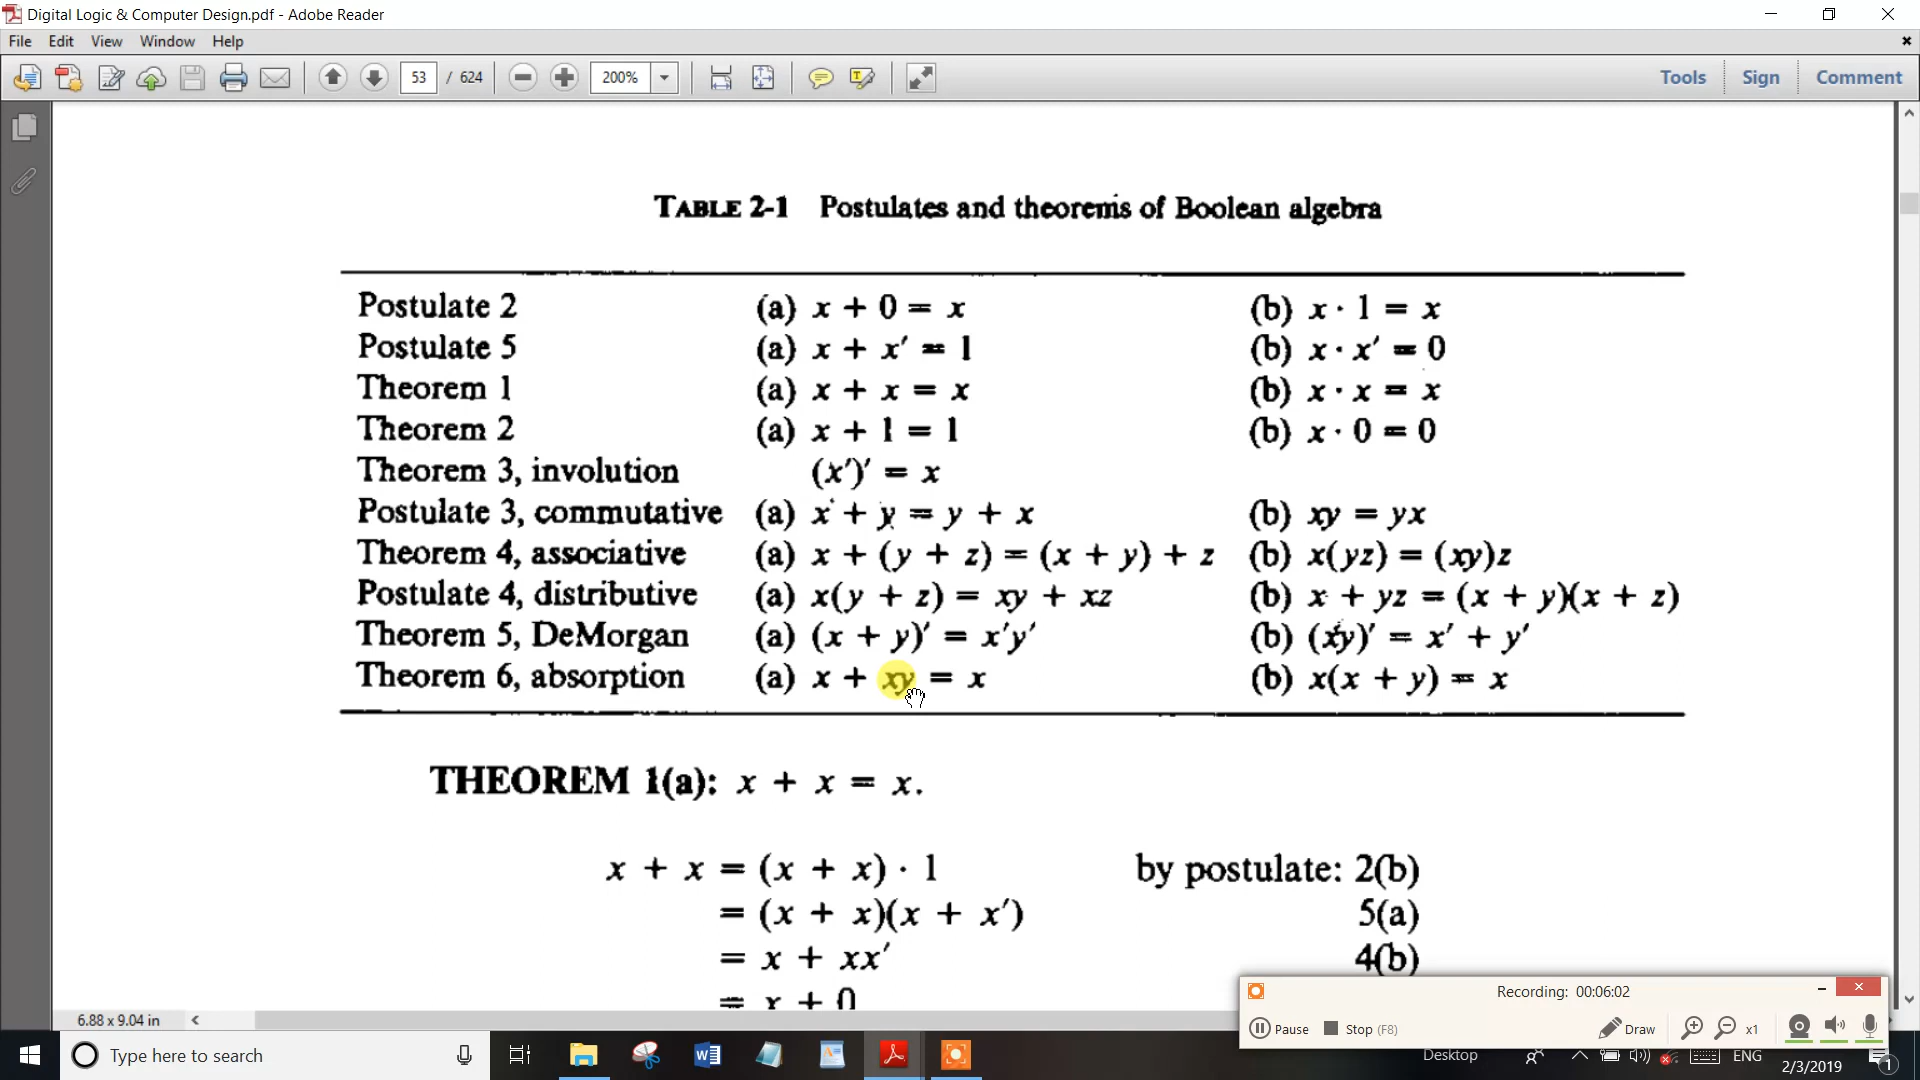 Digital Logic & Computer Design.pdf - Adobe Reader
File Edit View Window Help
53 / 624 200% Tools Sign Comment
TABLE 2-1 Postulates and theorems of Boolean algebra
Postulate 2 (a) x + 0 = x (b) x · 1 = x
Postulate 5 (a) x + x′ = 1 (b) x · x′ = 0
Theorem 1 (a) x + x = x (b) x · x = x
Theorem 2 (a) x + 1 = 1 (b) x · 0 = 0
Theorem 3, involution (x′)′ = x
Postulate 3, commutative (a) x + y = y + x (b) xy = yx
Theorem 4, associative (a) x + (y + z) = (x + y) + z (b) x(yz) = (xy)z
Postulate 4, distributive (a) x(y + z) = xy + xz (b) x + yz = (x + y)(x + z)
Theorem 5, DeMorgan (a) (x + y)′ = x′y′ (b) (xy)′ = x′ + y′
Theorem 6, absorption (a) x + xy = x (b) x(x + y) = x
THEOREM 1(a): x + x = x.
x + x = (x + x) · 1 by postulate: 2(b)
= (x + x)(x + x′) 5(a)
= x + xx′ 4(b)
= x + 0
Recording: 00:06:02
Pause Stop (F8) Draw x1
6.88 x 9.04 in
Type here to search Desktop ENG
2/3/2019 1